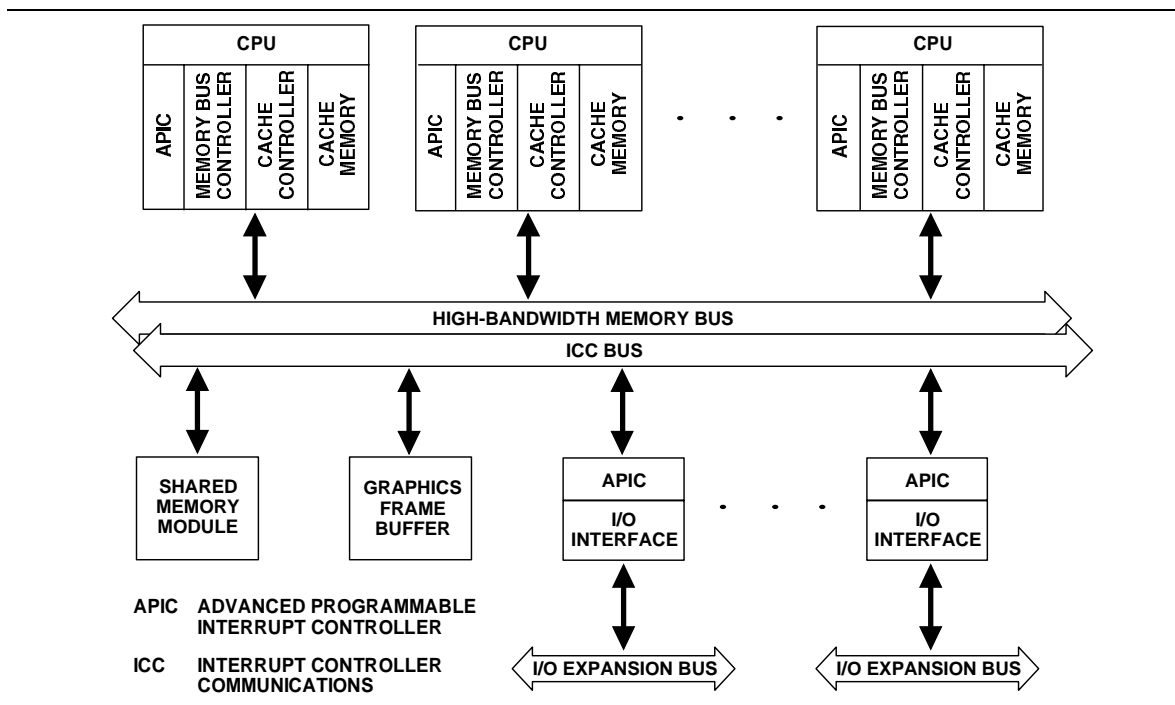 CPU
APIC
MEMORY BUS
CONTROLLER
CACHE
CONTROLLER
CACHE
MEMORY
CPU
APIC
MEMORY BUS
CONTROLLER
CACHE
CONTROLLER
CACHE
MEMORY
. . .
CPU
APIC
MEMORY BUS
CONTROLLER
CACHE
CONTROLLER
CACHE
MEMORY
HIGH-BANDWIDTH MEMORY BUS
ICC BUS
SHARED
MEMORY
MODULE
GRAPHICS
FRAME
BUFFER
APIC
I/O
INTERFACE
. . .
APIC
I/O
INTERFACE
APIC ADVANCED PROGRAMMABLE
INTERRUPT CONTROLLER
ICC INTERRUPT CONTROLLER
COMMUNICATIONS
I/O EXPANSION BUS
I/O EXPANSION BUS